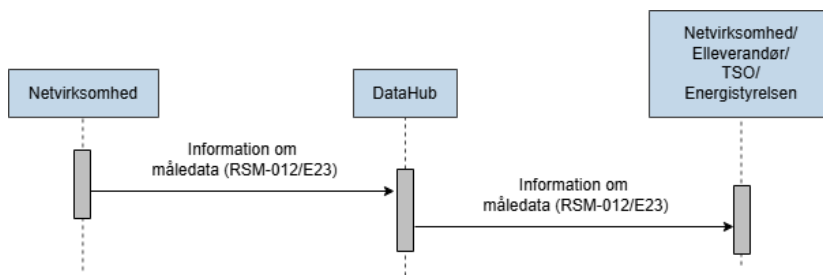 Netvirksomhed/
Elleverandør/
TSO/
Energistyrelsen
Netvirksomhed
DataHub
Information om
måledata (RSM-012/E23)
Information om
måledata (RSM-012/E23)